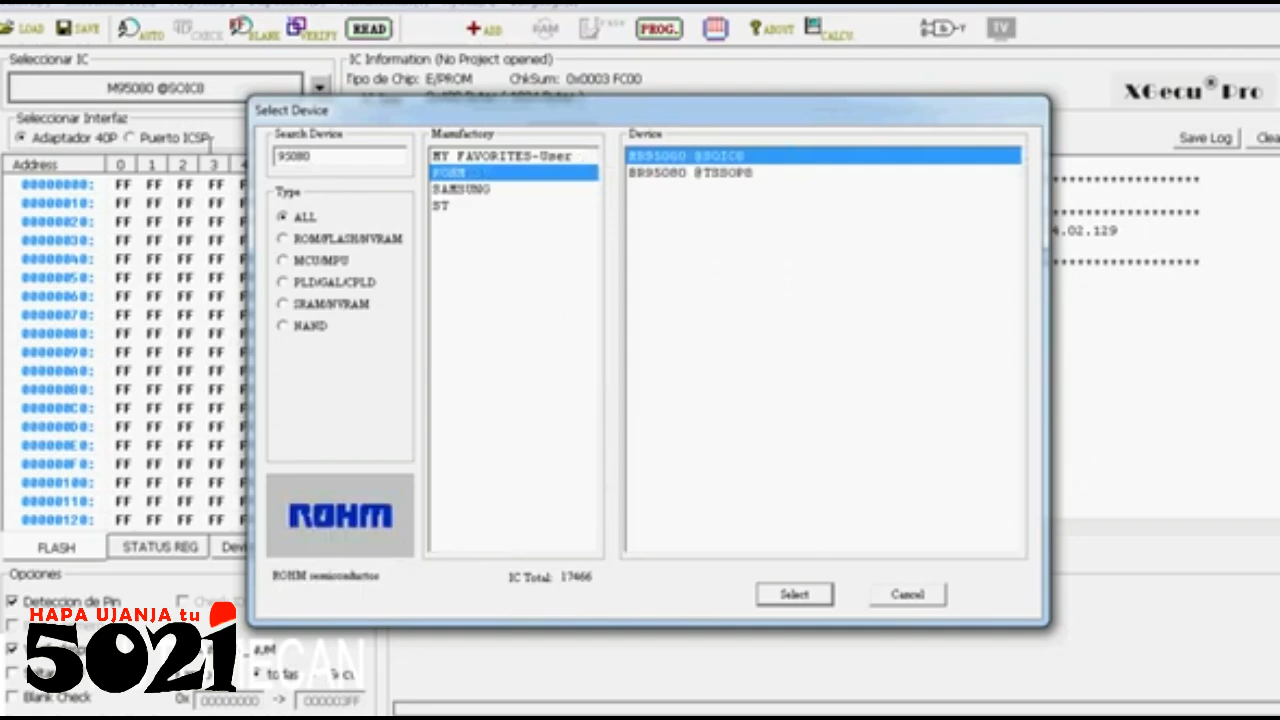 LOAD SAVE AUTO CHECK BLANK VERIFY READ ADD RAM PROG. ABOUT CALCU. TV
Seleccionar IC
M95080 @SOIC8
IC Information (No Project opened)
Tipo de Chip: E/PROM ChkSum: 0x0003 FC00
XGecu® Pro
Seleccionar Interfaz
Adaptador 40P Puerto ICSP
Save Log
Address 0 1 2 3
00000000: FF FF FF FF
00000010: FF FF FF FF
00000020: FF FF FF FF
00000030: FF FF FF FF
00000040: FF FF FF FF
00000050: FF FF FF FF
00000060: FF FF FF FF
00000070: FF FF FF FF
00000080: FF FF FF FF
00000090: FF FF FF FF
000000A0: FF FF FF FF
000000B0: FF FF FF FF
000000C0: FF FF FF FF
000000D0: FF FF FF FF
000000E0: FF FF FF FF
000000F0: FF FF FF FF
00000100: FF FF FF FF
00000110: FF FF FF FF
00000120: FF FF FF FF
FLASH STATUS REG
Opciones
Deteccion de Pin
Blank Check
0x 00000000 -> 000003FF
Select Device
Search Device
95080
Type
ALL
ROM/FLASH/NVRAM
MCU/MPU
PLD/GAL/CPLD
SRAM/NVRAM
NAND
ROHM
ROHM semiconductor
Manufactory
MY FAVORITES-User
ROHM
SAMSUNG
ST
IC Total: 17466
Device
BR95080 @SOIC8
BR95080 @TSSOP8
Select Cancel
******************
******************
4.02.129
******************
HAPA UJANJA tu
5021